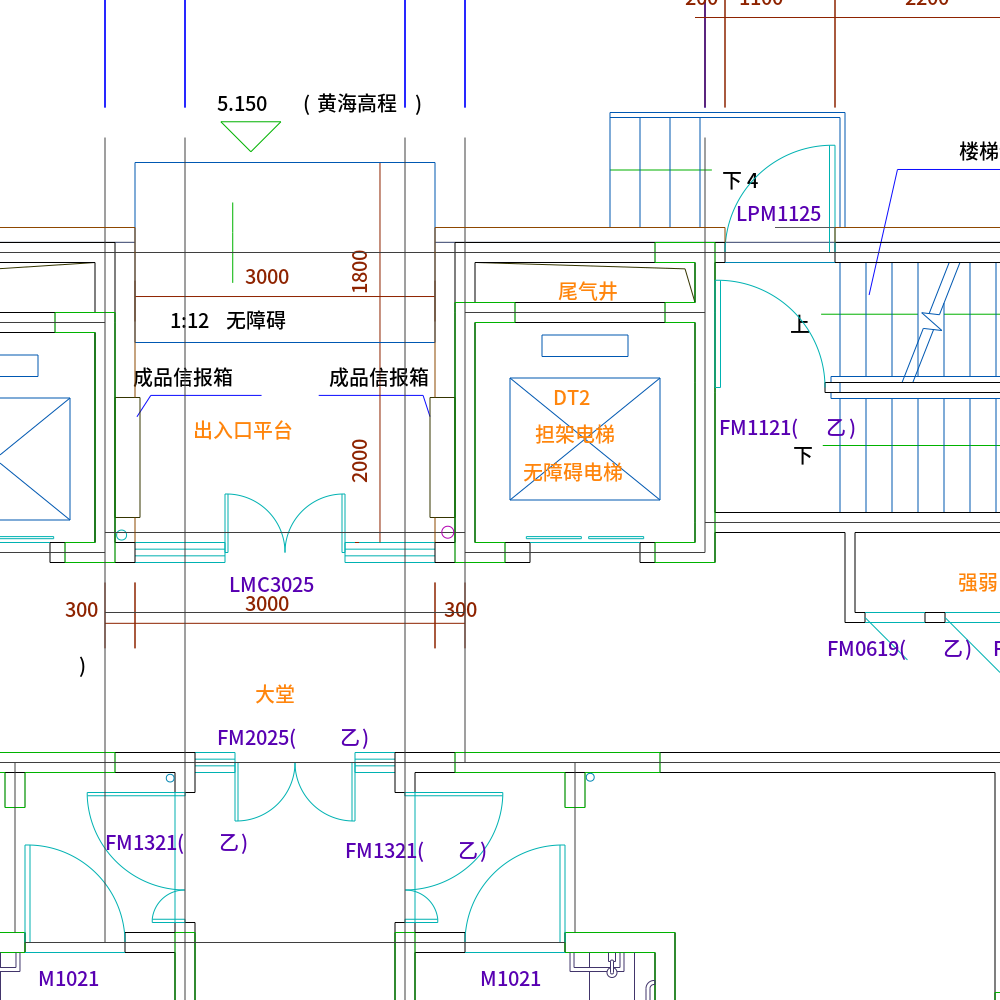 200
1100
2200
5.150 ( 黄海高程 )
楼梯
下 4
LPM1125
1800
3000
尾气井
1:12 无障碍
上
成品信报箱
成品信报箱
DT2
出入口平台
担架电梯
FM1121( 乙)
2000
下
无障碍电梯
LMC3025
强弱
300
3000
300
FM0619( 乙)
)
大堂
FM2025( 乙)
FM1321( 乙)
FM1321( 乙)
M1021
M1021